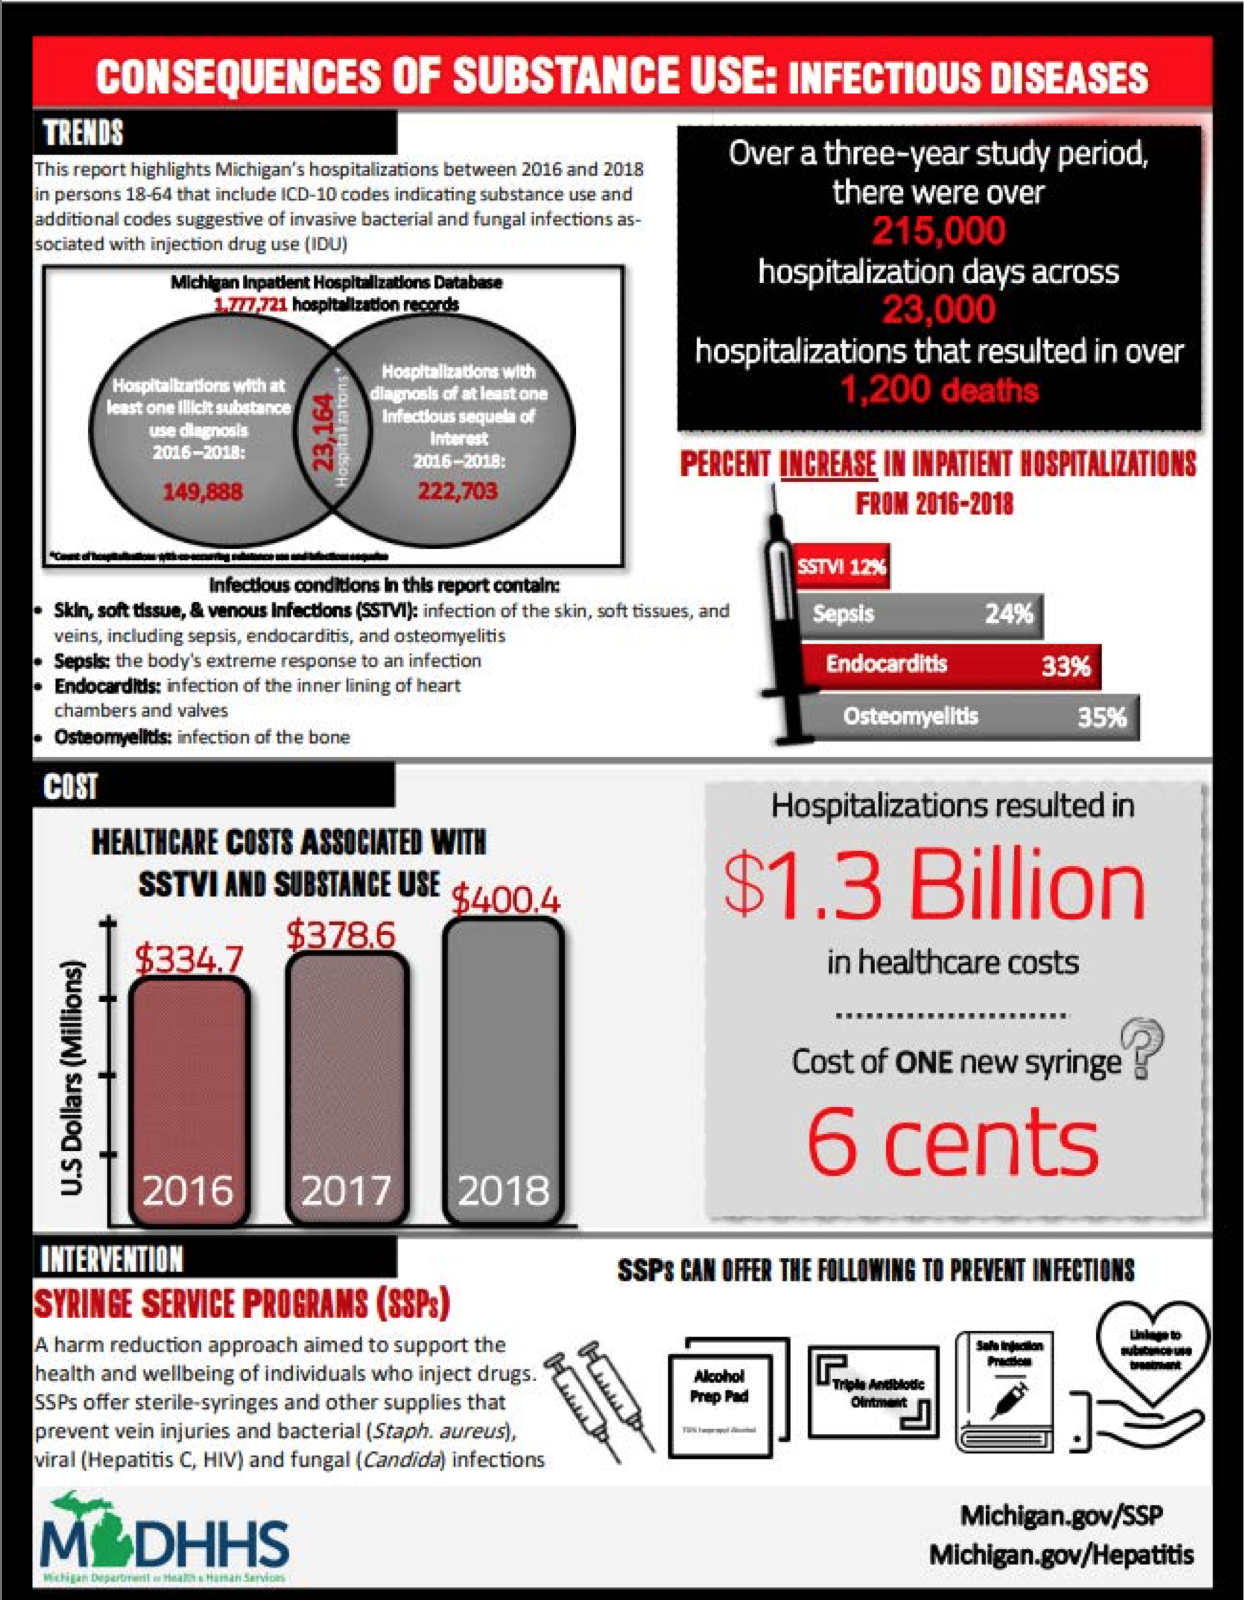 CONSEQUENCES OF SUBSTANCE USE: INFECTIOUS DISEASES
TRENDS
This report highlights Michigan's hospitalizations between 2016 and 2018
in persons 18-64 that include ICD-10 codes indicating substance use and
additional codes suggestive of invasive bacterial and fungal infections as-
sociated with injection drug use (IDU)
Michigan Inpatient Hospitalizations Database
1,777,721 hospitalization records
Hospitalizations with at
least one illicit substance
use diagnosis
2016–2018:
149,888
23,164
Hospitalizatons*
Hospitalizations with
diagnosis of at least one
infectious sequela of
interest
2016–2018:
222,703
*Count of hospitalizations with co-occurring substance use and infectious sequelae
Infectious conditions in this report contain:
• Skin, soft tissue, & venous infections (SSTVI): infection of the skin, soft tissues, and
veins, including sepsis, endocarditis, and osteomyelitis
• Sepsis: the body's extreme response to an infection
• Endocarditis: infection of the inner lining of heart
chambers and valves
• Osteomyelitis: infection of the bone
Over a three-year study period,
there were over
215,000
hospitalization days across
23,000
hospitalizations that resulted in over
1,200 deaths
PERCENT INCREASE IN INPATIENT HOSPITALIZATIONS
FROM 2016-2018
SSTVI 12%
Sepsis 24%
Endocarditis 33%
Osteomyelitis 35%
COST
HEALTHCARE COSTS ASSOCIATED WITH
SSTVI AND SUBSTANCE USE
U.S Dollars (Millions)
$334.7
$378.6
$400.4
2016
2017
2018
Hospitalizations resulted in
$1.3 Billion
in healthcare costs
Cost of ONE new syringe?
6 cents
INTERVENTION
SYRINGE SERVICE PROGRAMS (SSPs)
A harm reduction approach aimed to support the
health and wellbeing of individuals who inject drugs.
SSPs offer sterile-syringes and other supplies that
prevent vein injuries and bacterial (Staph. aureus),
viral (Hepatitis C, HIV) and fungal (Candida) infections
SSPs CAN OFFER THE FOLLOWING TO PREVENT INFECTIONS
Alcohol
Prep Pad
70% Isopropyl Alcohol
Triple Antibiotic
Ointment
Safe Injection
Practices
Linkage to
substance use
treatment
MDHHS
Michigan Department of Health & Human Services
Michigan.gov/SSP
Michigan.gov/Hepatitis